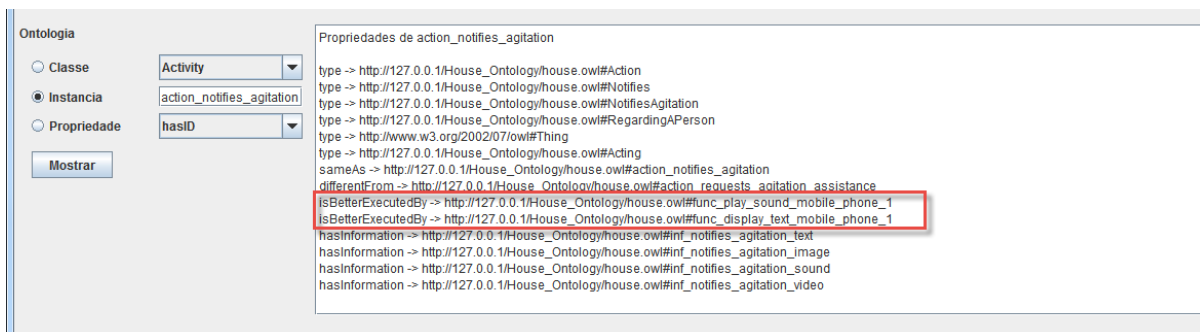 Ontologia
Classe
Activity
Instancia
action_notifies_agitation
Propriedade
hasID
Mostrar
Propriedades de action_notifies_agitation
type -> http://127.0.0.1/House_Ontology/house.owl#Action
type -> http://127.0.0.1/House_Ontology/house.owl#Notifies
type -> http://127.0.0.1/House_Ontology/house.owl#NotifiesAgitation
type -> http://127.0.0.1/House_Ontology/house.owl#RegardingAPerson
type -> http://www.w3.org/2002/07/owl#Thing
type -> http://127.0.0.1/House_Ontology/house.owl#Acting
sameAs -> http://127.0.0.1/House_Ontology/house.owl#action_notifies_agitation
differentFrom -> http://127.0.0.1/House_Ontology/house.owl#action_requests_agitation_assistance
isBetterExecutedBy -> http://127.0.0.1/House_Ontology/house.owl#func_play_sound_mobile_phone_1
isBetterExecutedBy -> http://127.0.0.1/House_Ontology/house.owl#func_display_text_mobile_phone_1
hasInformation -> http://127.0.0.1/House_Ontology/house.owl#inf_notifies_agitation_text
hasInformation -> http://127.0.0.1/House_Ontology/house.owl#inf_notifies_agitation_image
hasInformation -> http://127.0.0.1/House_Ontology/house.owl#inf_notifies_agitation_sound
hasInformation -> http://127.0.0.1/House_Ontology/house.owl#inf_notifies_agitation_video